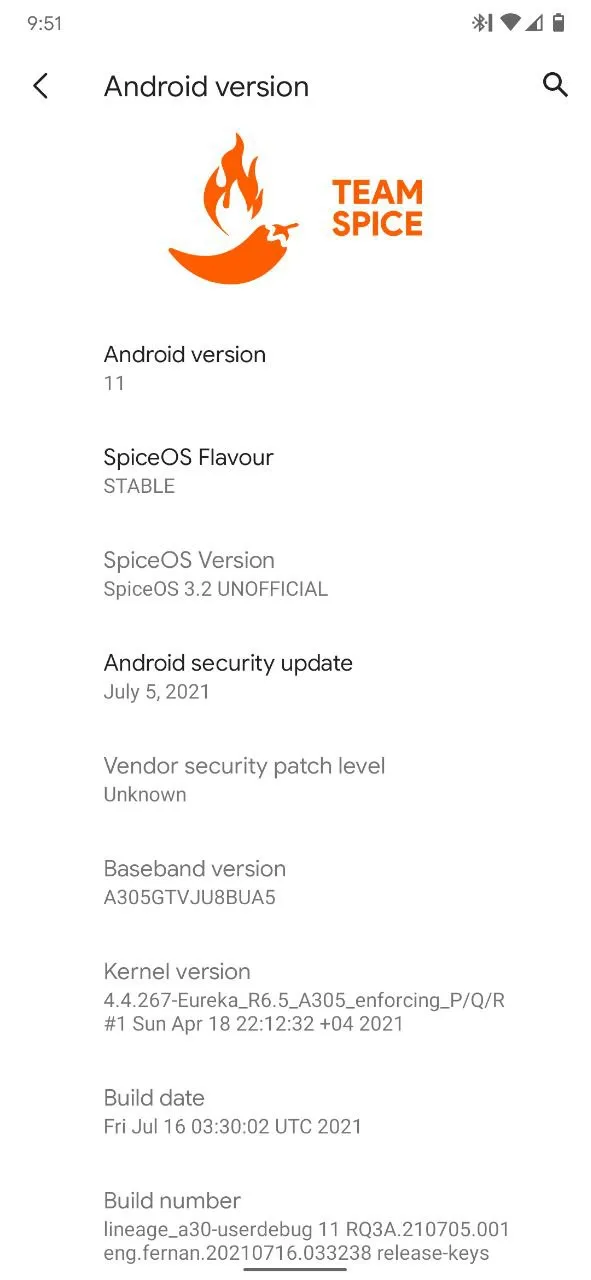 9:51
Android version
TEAM
SPICE
Android version
11
SpiceOS Flavour
STABLE
SpiceOS Version
SpiceOS 3.2 UNOFFICIAL
Android security update
July 5, 2021
Vendor security patch level
Unknown
Baseband version
A305GTVJU8BUA5
Kernel version
4.4.267-Eureka_R6.5_A305_enforcing_P/Q/R
#1 Sun Apr 18 22:12:32 +04 2021
Build date
Fri Jul 16 03:30:02 UTC 2021
Build number
lineage_a30-userdebug 11 RQ3A.210705.001
eng.fernan.20210716.033238 release-keys